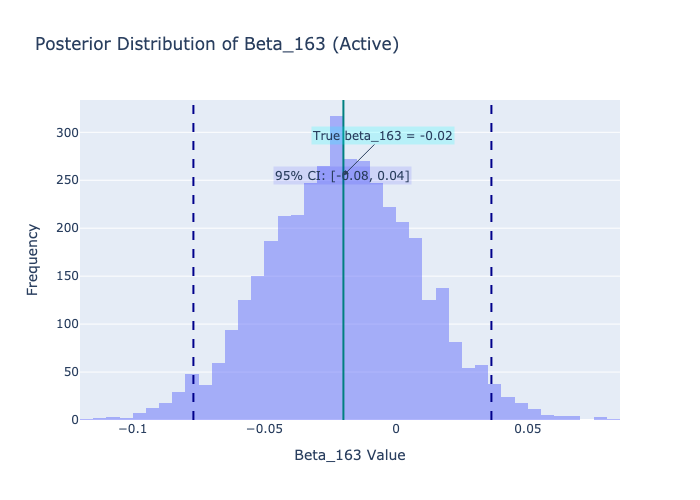 Posterior Distribution of Beta_163 (Active)
300
True beta_163 = -0.02
250
95% CI: [-0.08, 0.04]
200
150
100
50
0
Frequency
−0.1
−0.05
0
0.05
Beta_163 Value